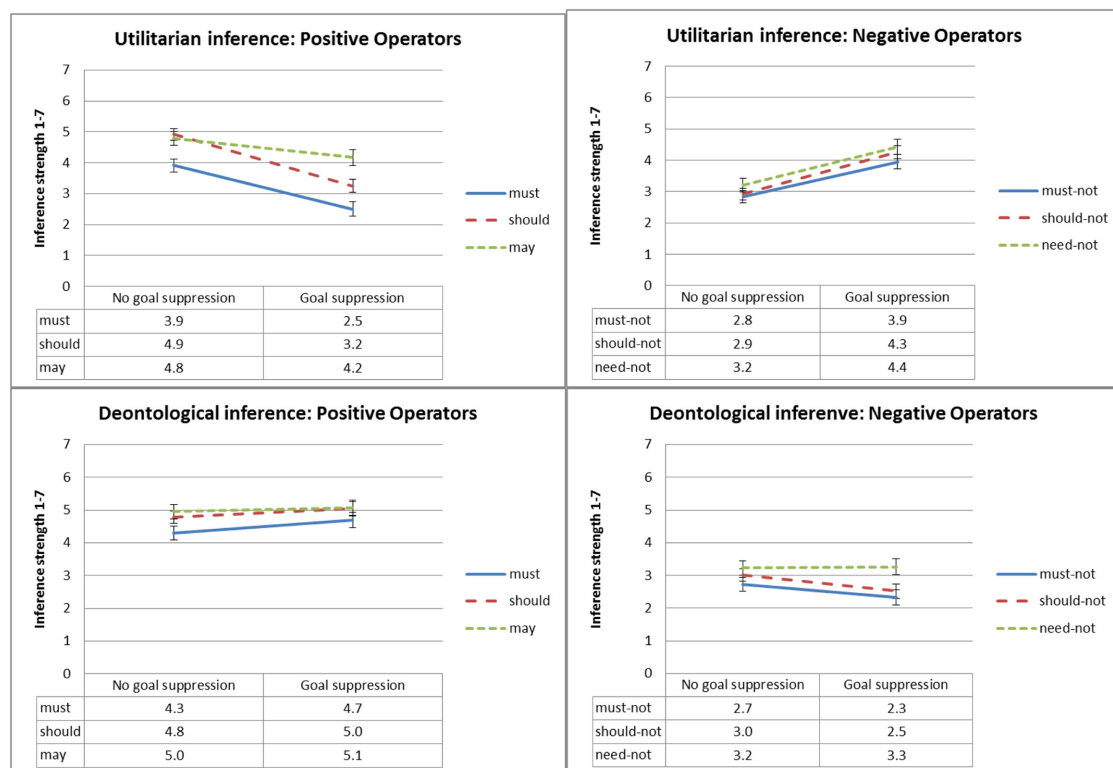 Utilitarian inference: Positive Operators
7
6
5
4
3
2
1
0
Inference strength 1-7
must
should
may
No goal suppression Goal suppression
must 3.9 2.5
should 4.9 3.2
may 4.8 4.2
Utilitarian inference: Negative Operators
7
6
5
4
3
2
1
0
Inference strength 1-7
must-not
should-not
need-not
No goal suppression Goal suppression
must-not 2.8 3.9
should-not 2.9 4.3
need-not 3.2 4.4
Deontological inference: Positive Operators
7
6
5
4
3
2
1
0
Inference strength 1-7
must
should
may
No goal suppression Goal suppression
must 4.3 4.7
should 4.8 5.0
may 5.0 5.1
Deontological inferenve: Negative Operators
7
6
5
4
3
2
1
0
Inference strength 1-7
must-not
should-not
need-not
No goal suppression Goal suppression
must-not 2.7 2.3
should-not 3.0 2.5
need-not 3.2 3.3